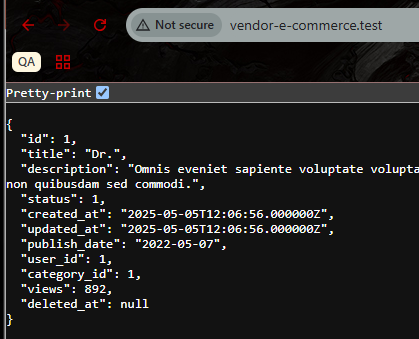 Not secure vendor-e-commerce.test
QA
Pretty-print
{
"id": 1,
"title": "Dr.",
"description": "Omnis eveniet sapiente voluptate volupta
non quibusdam sed commodi.",
"status": 1,
"created_at": "2025-05-05T12:06:56.000000Z",
"updated_at": "2025-05-05T12:06:56.000000Z",
"publish_date": "2022-05-07",
"user_id": 1,
"category_id": 1,
"views": 892,
"deleted_at": null
}